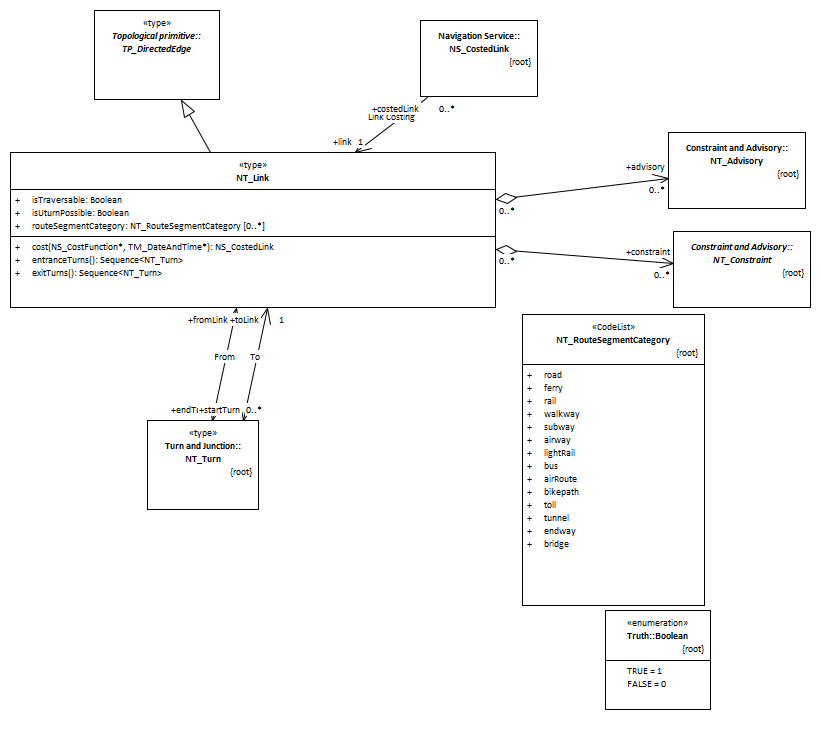 «type»
Topological primitive::
TP_DirectedEdge
Navigation Service::
NS_CostedLink
{root}
+costedLink 0..*
Link Costing
+link 1
«type»
NT_Link
+ isTraversable: Boolean
+ isUturnPossible: Boolean
+ routeSegmentCategory: NT_RouteSegmentCategory [0..*]
+ cost(NS_CostFunction*, TM_DateAndTime*): NS_CostedLink
+ entranceTurns(): Sequence<NT_Turn>
+ exitTurns(): Sequence<NT_Turn>
Constraint and Advisory::
NT_Advisory
{root}
+advisory
0..*
0..*
Constraint and Advisory::
NT_Constraint
{root}
+constraint
0..*
0..*
+fromLink +toLink 1
From To
+startTurn 0..*
«type»
Turn and Junction::
NT_Turn
{root}
«CodeList»
NT_RouteSegmentCategory
{root}
+ road
+ ferry
+ rail
+ walkway
+ subway
+ airway
+ lightRail
+ bus
+ airRoute
+ bikepath
+ toll
+ tunnel
+ endway
+ bridge
«enumeration»
Truth::Boolean
{root}
TRUE = 1
FALSE = 0